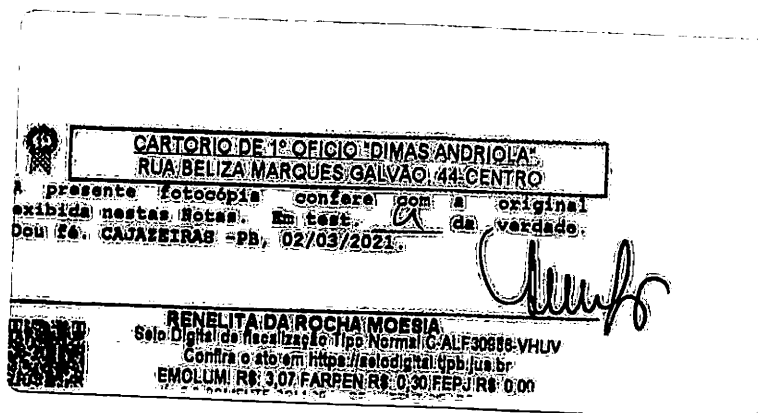 CARTORIO DE 1º OFICIO "DIMAS ANDRIOLA"
RUA BELIZA MARQUES GALVÃO, 44 CENTRO
A presente fotocópia confere com a original
exibida nestas Notas. Em test. da verdade.
Dou fé. CAJAZEIRAS -PB, 02/03/2021.
RENELITA DA ROCHA MOESIA
Selo Digital de fiscalização Tipo Normal C-VHUV
Confira o ato em https://selodigital.tjpb.jus.br
EMOLUM. R$ 3,07 FARPEN R$ 0,30 FEPJ R$ 0,00